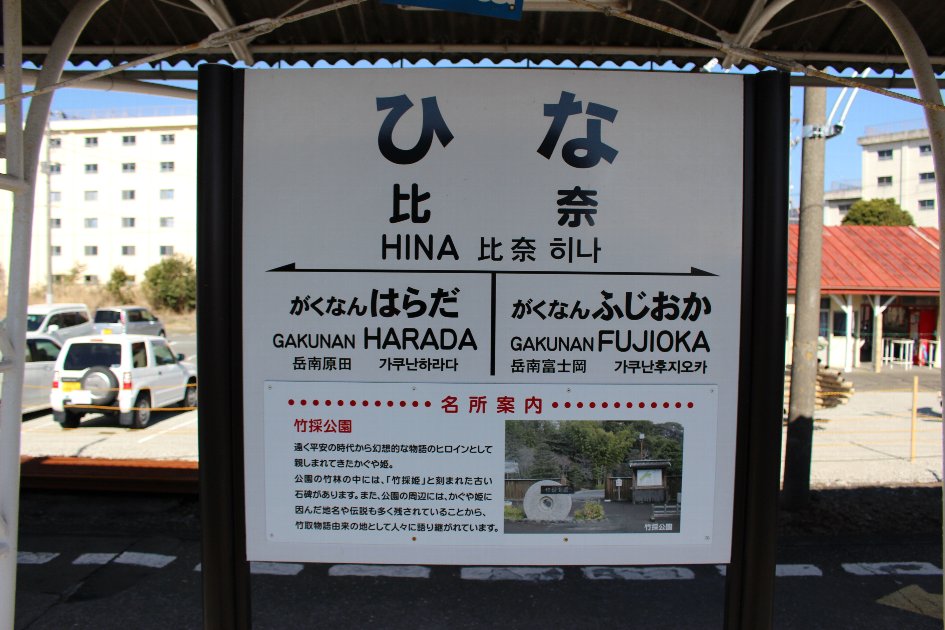 ひな
比奈
HINA 比奈 히나
がくなん はらだ
GAKUNAN HARADA
岳南原田 가쿠난하라다
がくなん ふじおか
GAKUNAN FUJIOKA
岳南富士岡 가쿠난후지오카
名所案内
竹採公園
遠く平安の時代から幻想的な物語のヒロインとして
親しまれてきたかぐや姫。
公園の竹林の中には、「竹採姫」と刻まれた古い
石碑があります。また、公園の周辺には、かぐや姫に
因んだ地名や伝説も多く残されていることから、
竹取物語由来の地として人々に語り継がれています。
竹採公園